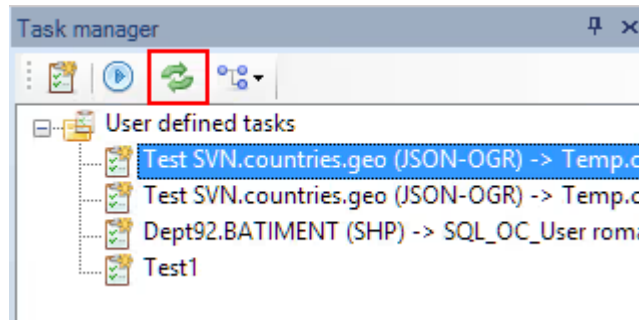 Task manager
User defined tasks
Test SVN.countries.geo (JSON-OGR) -> Temp.c
Test SVN.countries.geo (JSON-OGR) -> Temp.c
Dept92.BATIMENT (SHP) -> SQL_OC_User roma
Test1